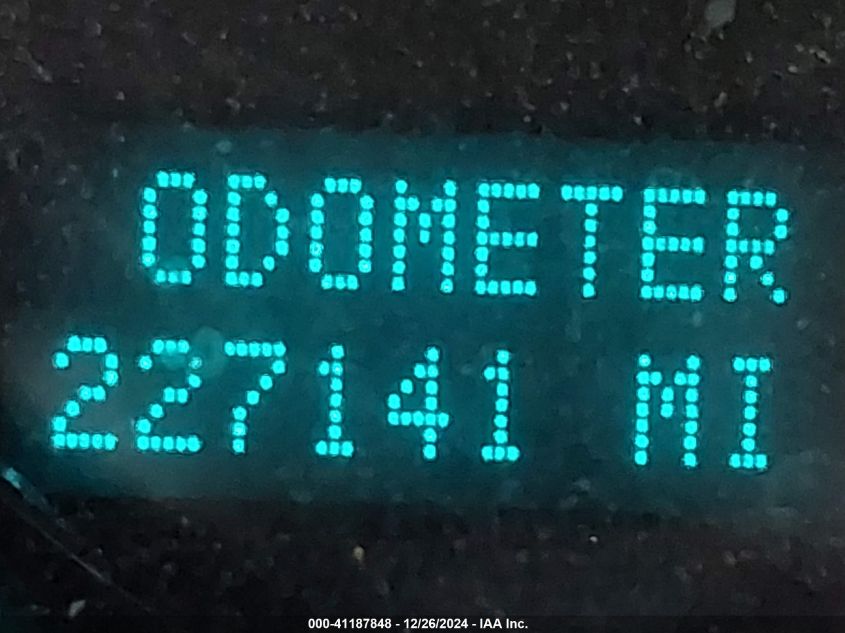 ODOMETER
227141 MI
000-41187848 - 12/26/2024 - IAA Inc.